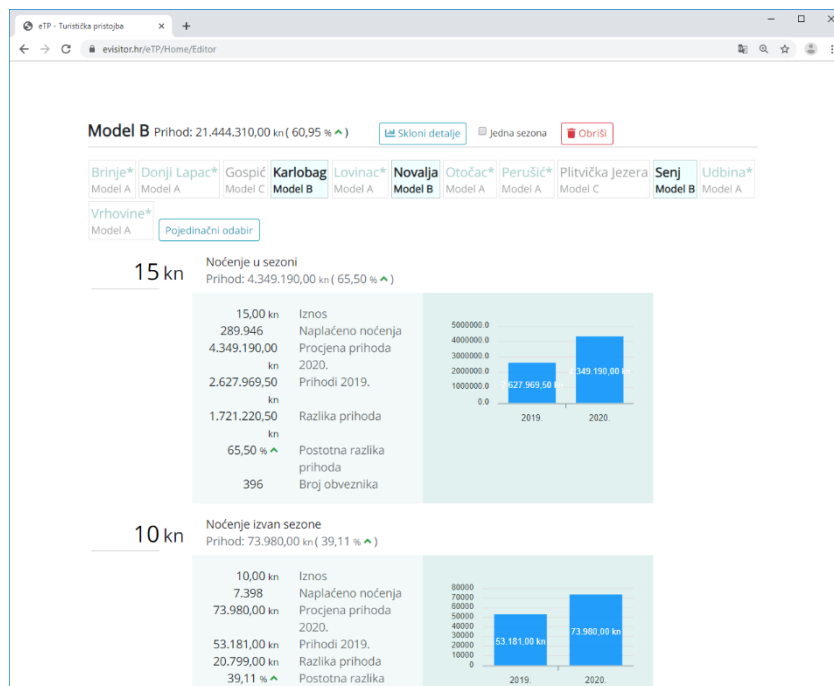 eTP - Turistička pristojba
evisitor.hr/eTP/Home/Editor
Model B Prihod: 21.444.310,00 kn ( 60,95 % ) Skloni detalje Jedna sezona Obriši
Brinje* Donji Lapac* Gospić Karlobag Lovinac* Novalja Otočac* Perušić* Plitvička Jezera Senj Udbina*
Model A Model A Model C Model B Model A Model B Model A Model A Model C Model B Model A
Vrhovine*
Model A Pojedinačni odabir
15 kn Noćenje u sezoni
Prihod: 4.349.190,00 kn ( 65,50 % )
15,00 kn Iznos
289.946 Naplaćeno noćenja
4.349.190,00 Procjena prihoda
kn 2020.
2.627.969,50 Prihodi 2019.
kn
1.721.220,50 Razlika prihoda
kn
65,50 % Postotna razlika
prihoda
396 Broj obveznika
5000000.0
4000000.0
3000000.0
2000000.0
1000000.0
0.0
2.627.969,50 kn
4.349.190,00 kn
2019. 2020.
10 kn Noćenje izvan sezone
Prihod: 73.980,00 kn ( 39,11 % )
10,00 kn Iznos
7.398 Naplaćeno noćenja
73.980,00 kn Procjena prihoda
2020.
53.181,00 kn Prihodi 2019.
20.799,00 kn Razlika prihoda
39,11 % Postotna razlika
80000
70000
60000
50000
40000
30000
20000
10000
0
53.181,00 kn
73.980,00 kn
2019. 2020.